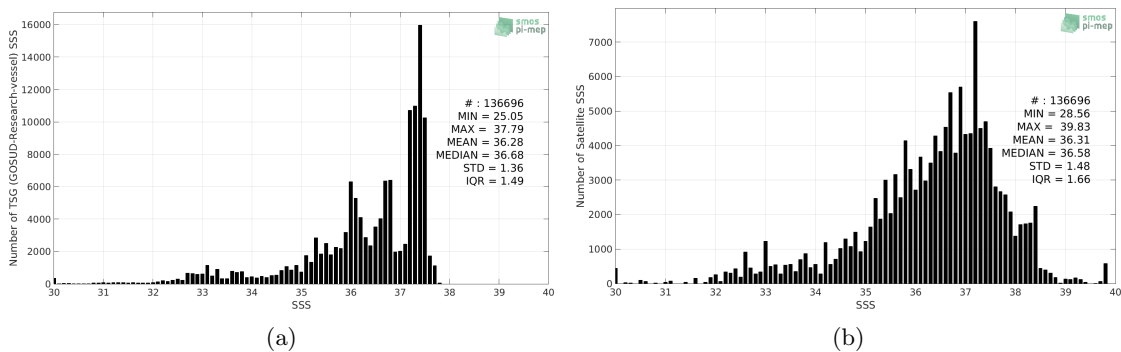 smos
pi-mep
Number of TSG (GOSUD-Research-vessel) SSS
16000
14000
12000
10000
8000
6000
4000
2000
0
# : 136696
MIN = 25.05
MAX = 37.79
MEAN = 36.28
MEDIAN = 36.68
STD = 1.36
IQR = 1.49
30 31 32 33 34 35 36 37 38 39 40
SSS
(a)
smos
pi-mep
Number of Satellite SSS
7000
6000
5000
4000
3000
2000
1000
0
# : 136696
MIN = 28.56
MAX = 39.83
MEAN = 36.31
MEDIAN = 36.58
STD = 1.48
IQR = 1.66
30 31 32 33 34 35 36 37 38 39 40
SSS
(b)